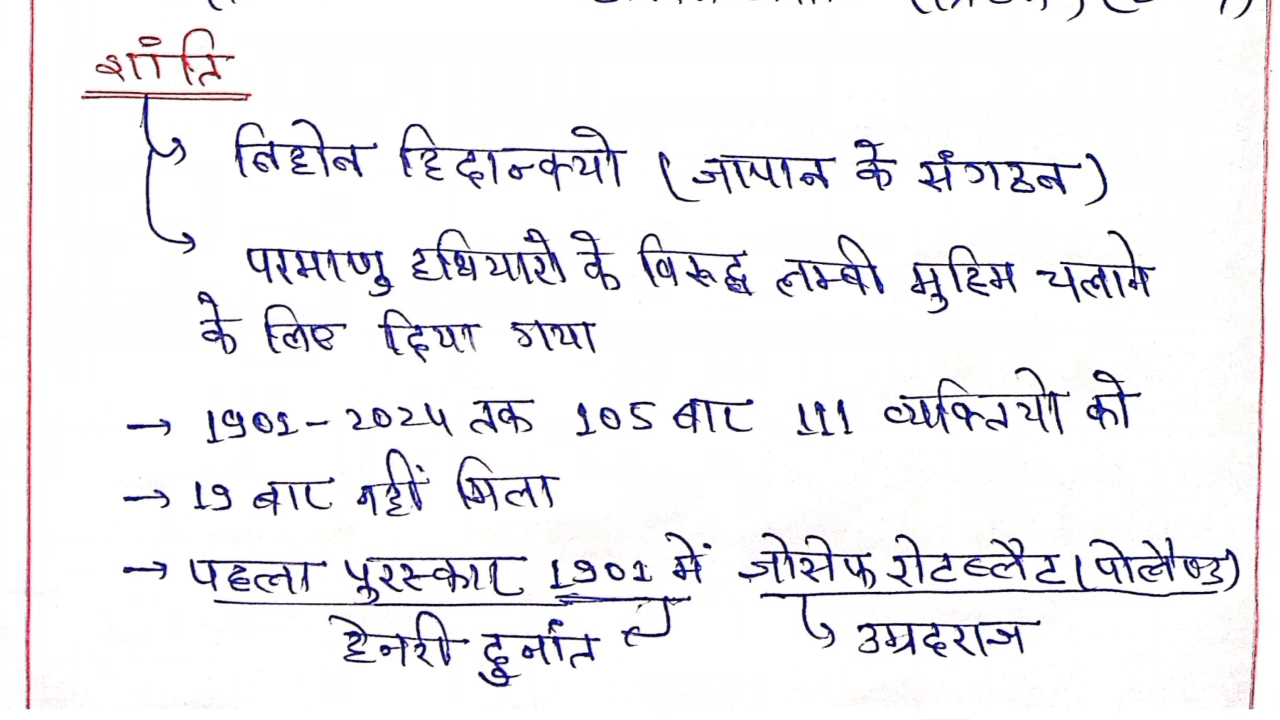 शांति
निहोन हिदान्क्यो (जापान के संगठन)
परमाणु हथियारो के विरूद्ध लम्बी मुहिम चलाने
के लिए दिया गया
→ 1901-2024 तक 105 बार 111 व्यक्तियो को
→ 19 बार नहीं मिला
→ पहला पुरस्कार 1901 में जोसेफ रोटब्लैट (पोलैण्ड)
हेनरी दुर्नात उम्रदराज